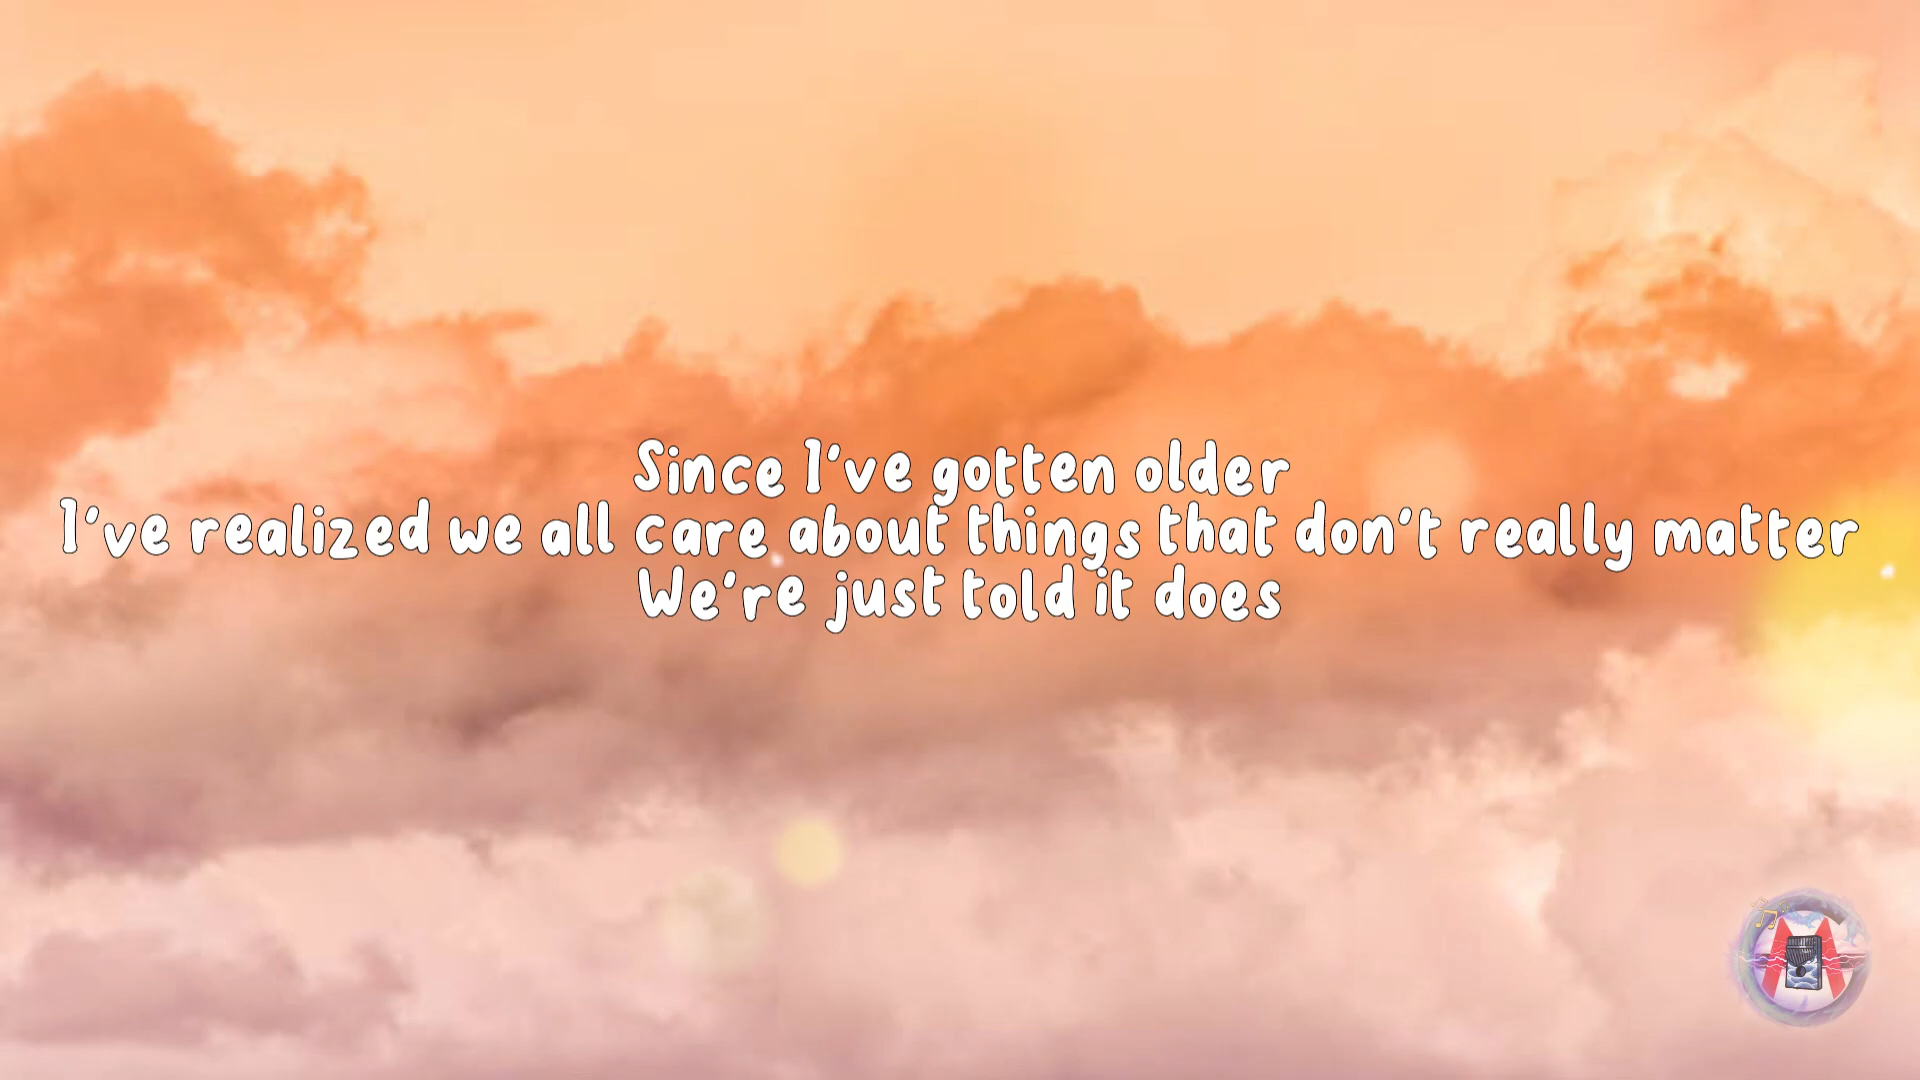 Since I've gotten older
I've realized we all care about things that don't really matter
We're just told it does